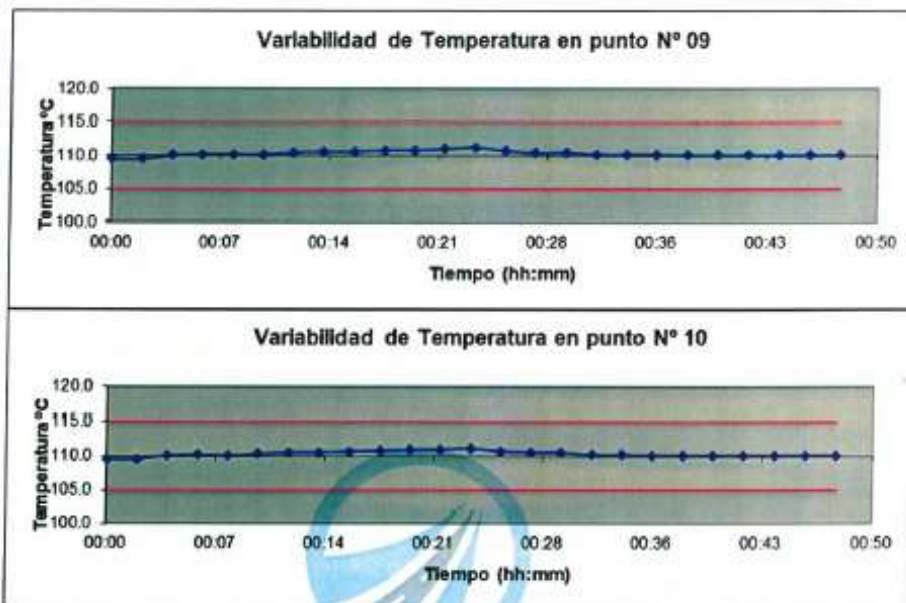 Variabilidad de Temperatura en punto Nº 09
Temperatura ºC
120.0
115.0
110.0
105.0
100.0
00:00 00:07 00:14 00:21 00:28 00:36 00:43 00:50
Tiempo (hh:mm)
Variabilidad de Temperatura en punto Nº 10
Temperatura ºC
120.0
115.0
110.0
105.0
100.0
00:00 00:07 00:14 00:21 00:28 00:36 00:43 00:50
Tiempo (hh:mm)